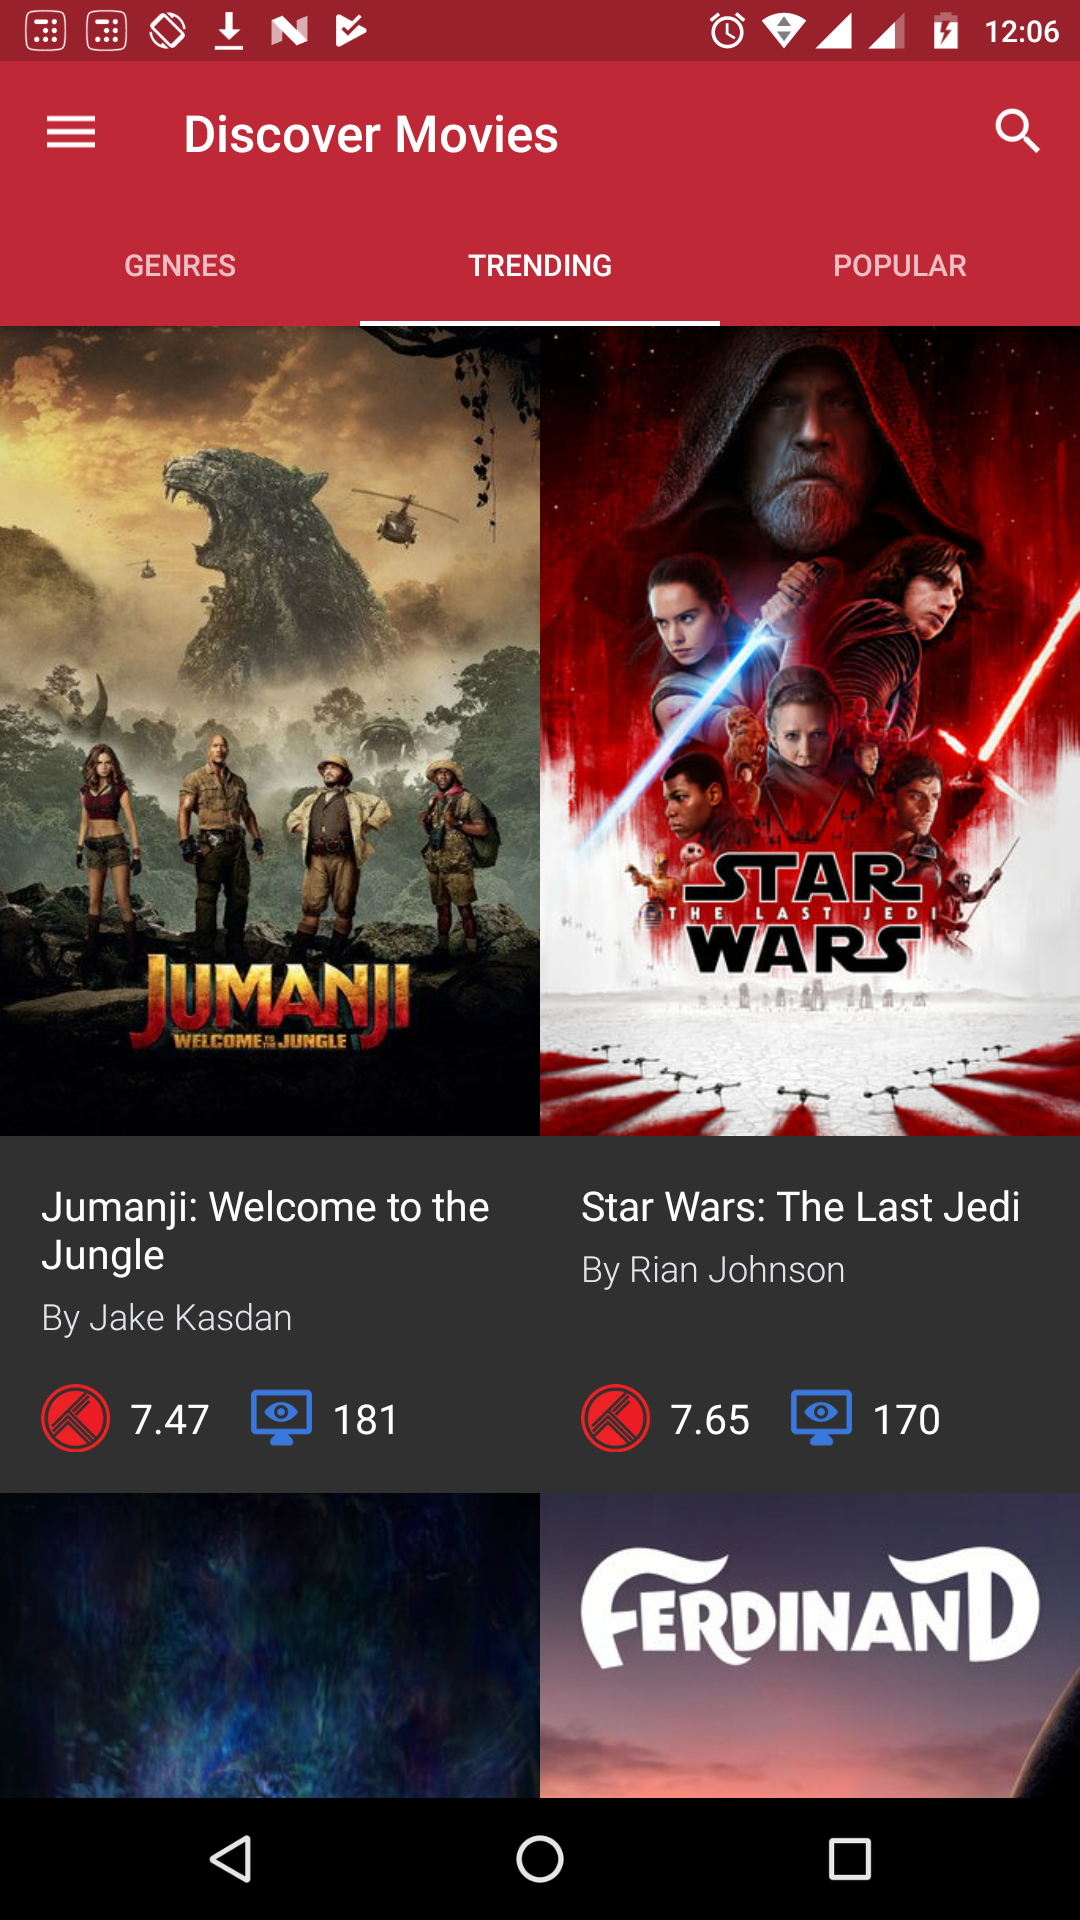 12:06
Discover Movies
GENRES
TRENDING
POPULAR
JUMANJI
WELCOME TO THE JUNGLE
STAR
THE LAST JEDI
WARS
Jumanji: Welcome to the
Jungle
By Jake Kasdan
7.47
181
Star Wars: The Last Jedi
By Rian Johnson
7.65
170
FERDINAND